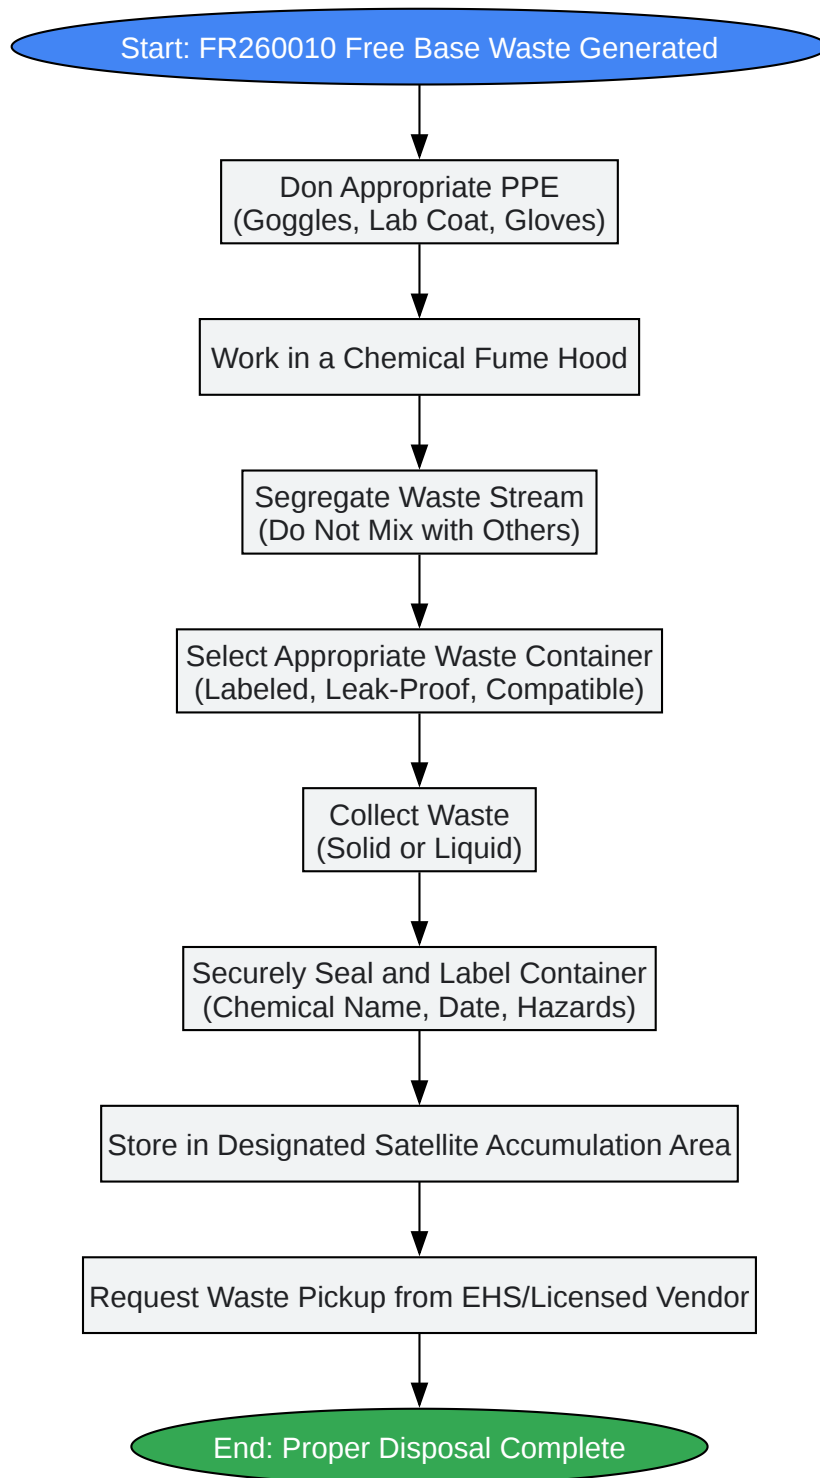 Start: FR260010 Free Base Waste Generated
Don Appropriate PPE
(Goggles, Lab Coat, Gloves)
Work in a Chemical Fume Hood
Segregate Waste Stream
(Do Not Mix with Others)
Select Appropriate Waste Container
(Labeled, Leak-Proof, Compatible)
Collect Waste
(Solid or Liquid)
Securely Seal and Label Container
(Chemical Name, Date, Hazards)
Store in Designated Satellite Accumulation Area
Request Waste Pickup from EHS/Licensed Vendor
End: Proper Disposal Complete